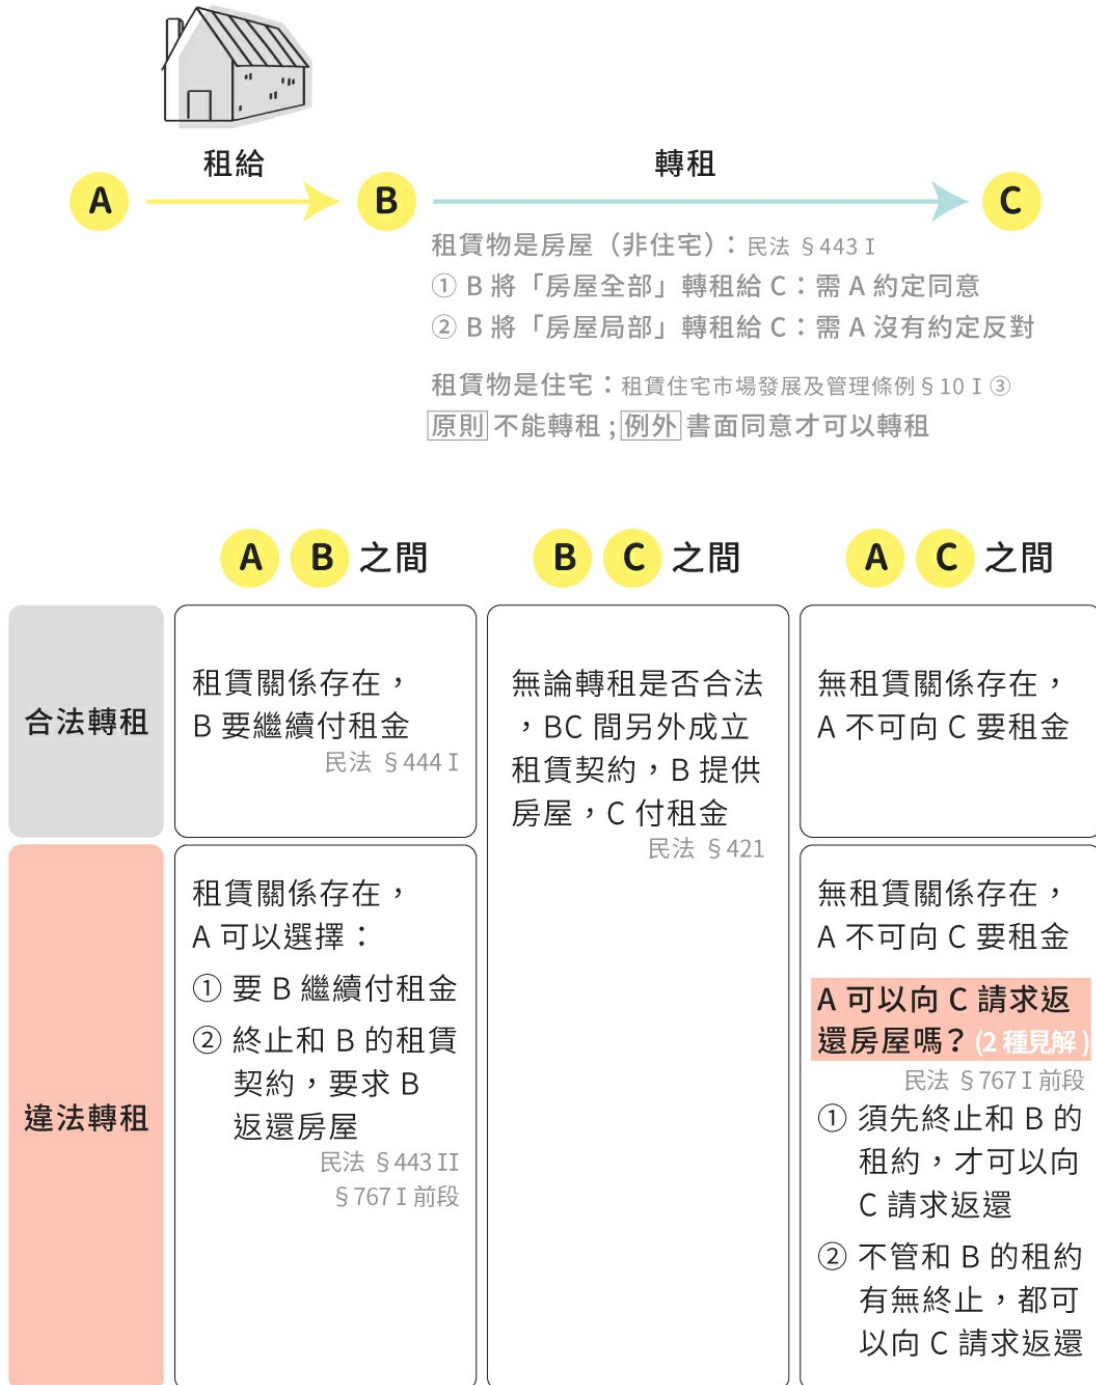 租給
轉租
A
B
C
租賃物是房屋（非住宅）：民法 §443 I
① B 將「房屋全部」轉租給 C：需 A 約定同意
② B 將「房屋局部」轉租給 C：需 A 沒有約定反對
租賃物是住宅：租賃住宅市場發展及管理條例 §10 I ③
原則 不能轉租；例外 書面同意才可以轉租
A B 之間
B C 之間
A C 之間
合法轉租
租賃關係存在，
B 要繼續付租金
民法 §444 I
無論轉租是否合法
，BC 間另外成立
租賃契約，B 提供
房屋，C 付租金
民法 §421
無租賃關係存在，
A 不可向 C 要租金
違法轉租
租賃關係存在，
A 可以選擇：
① 要 B 繼續付租金
② 終止和 B 的租賃
契約，要求 B
返還房屋
民法 §443 II
§767 I 前段
無租賃關係存在，
A 不可向 C 要租金
A 可以向 C 請求返
還房屋嗎？(2 種見解)
民法 §767 I 前段
① 須先終止和 B 的
租約，才可以向
C 請求返還
② 不管和 B 的租約
有無終止，都可
以向 C 請求返還